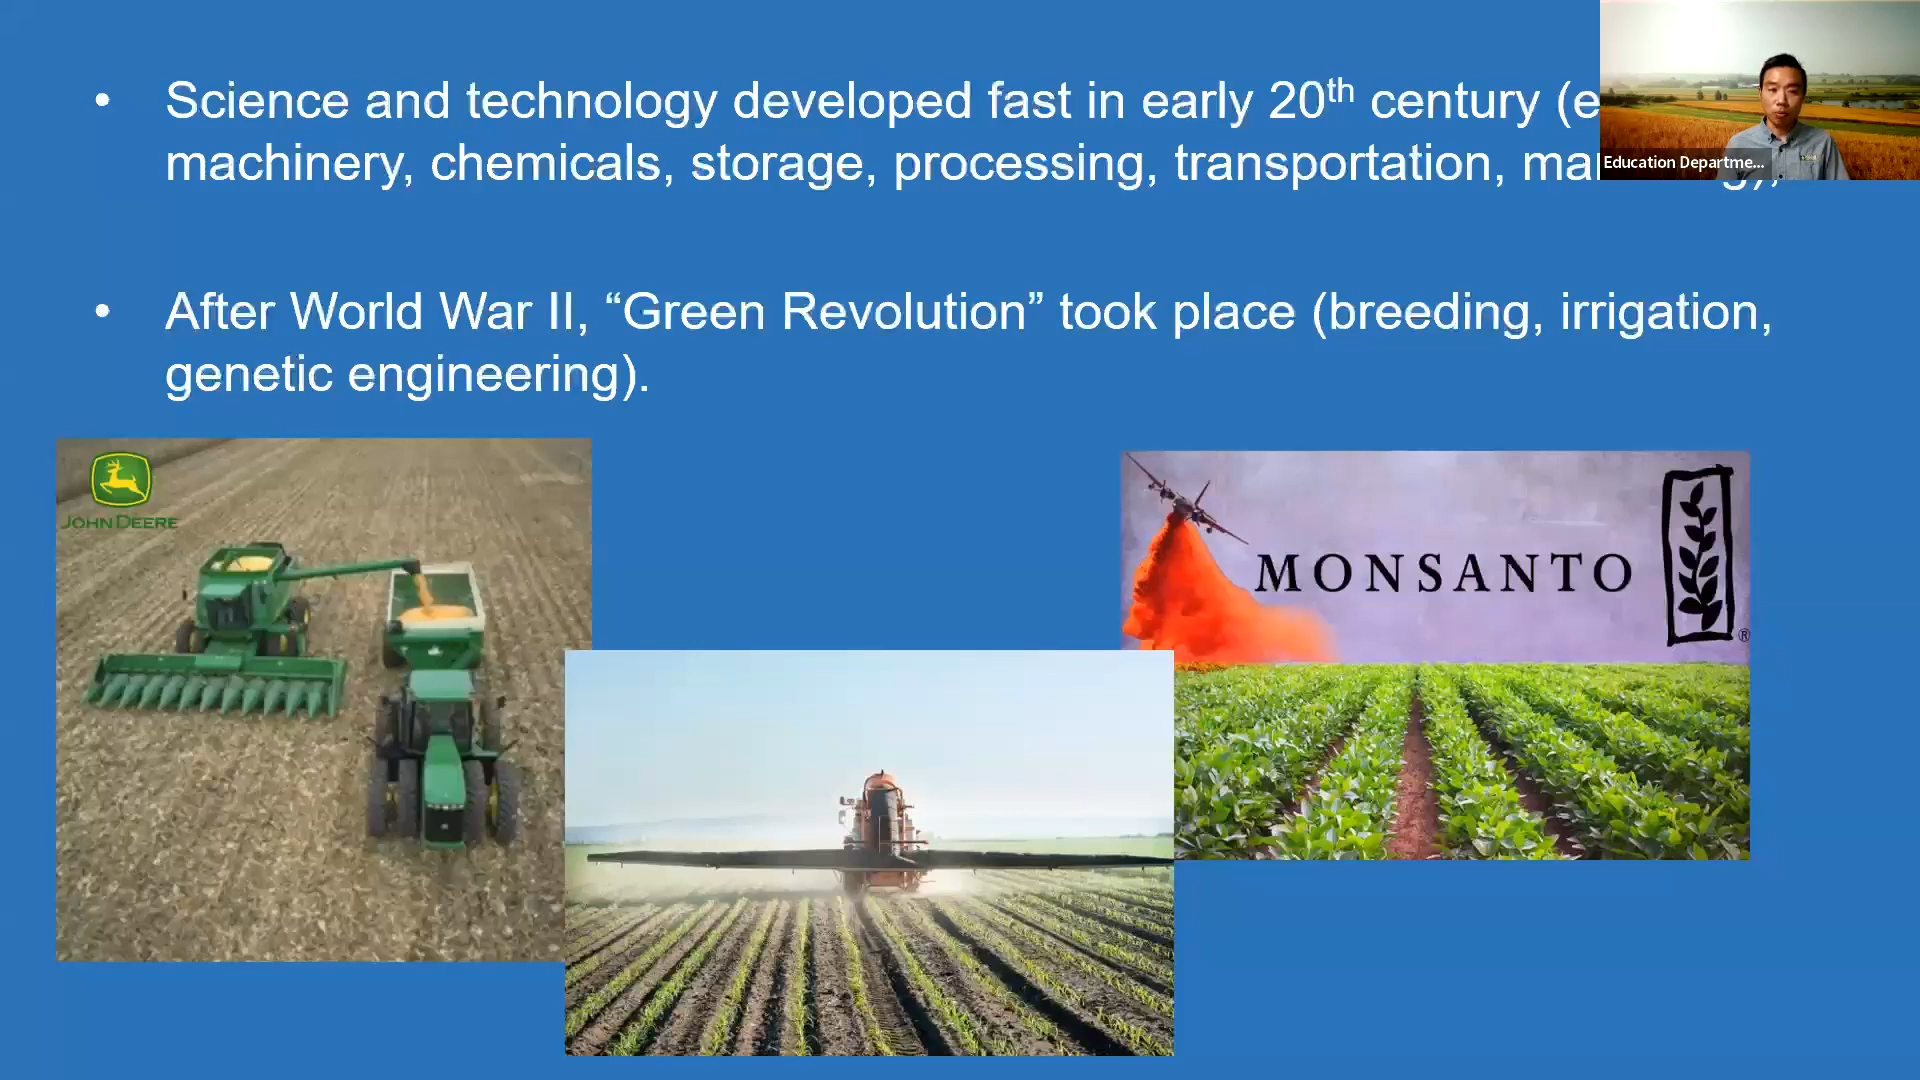 • Science and technology developed fast in early 20th century (e
machinery, chemicals, storage, processing, transportation,
• After World War II, “Green Revolution” took place (breeding, irrigation,
genetic engineering).
Education Departme...
JOHN DEERE
MONSANTO
®